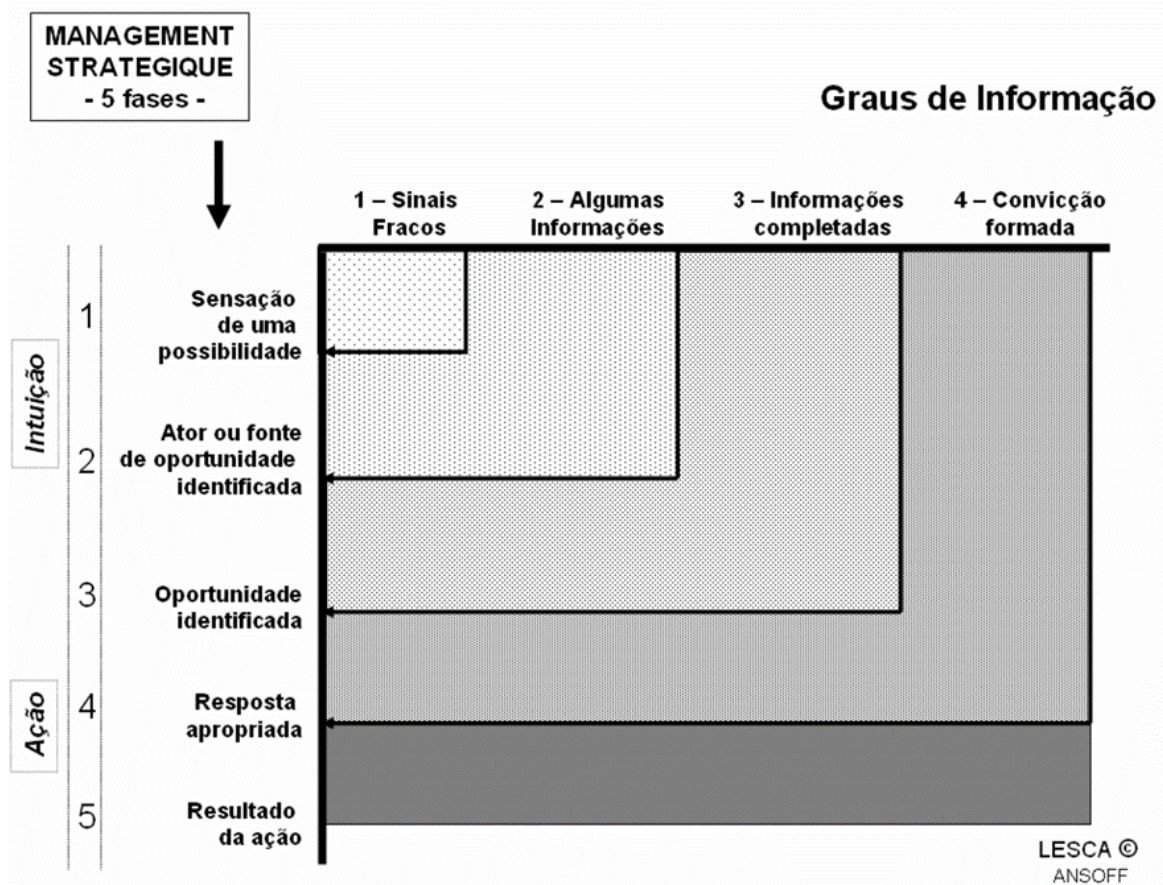 MANAGEMENT
STRATEGIQUE
- 5 fases -
Graus de Informação
1 – Sinais
Fracos
2 – Algumas
Informações
3 – Informações
completadas
4 – Convicção
formada
Intuição
Ação
1
Sensação
de uma
possibilidade
2
Ator ou fonte
de oportunidade
identificada
3
Oportunidade
identificada
4
Resposta
apropriada
5
Resultado
da ação
LESCA ©
ANSOFF